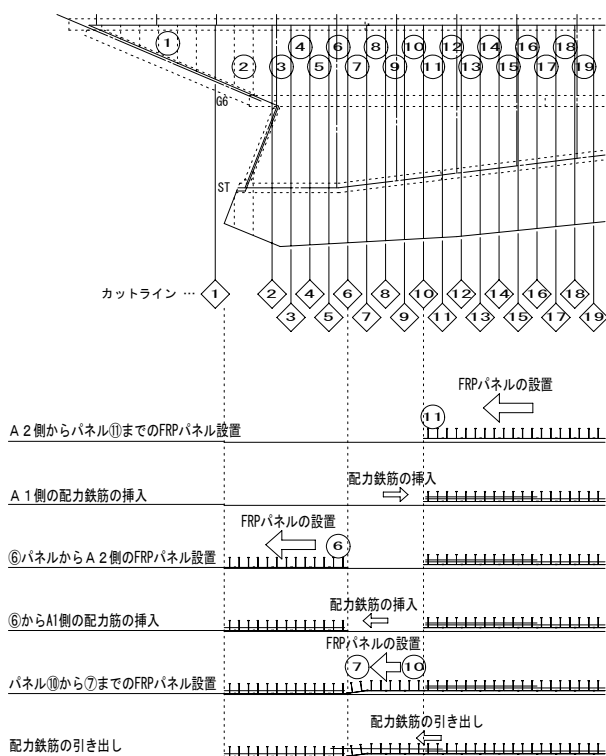 ④ ⑥ ⑧ ⑩ ⑫ ⑭ ⑯ ⑱
①
② ③ ⑤ ⑦ ⑨ ⑪ ⑬ ⑮ ⑰ ⑲
G6
ST
カットライン … 1 2 4 6 8 10 12 14 16 18
3 5 7 9 11 13 15 17 19
FRPパネルの設置
⑪
A2側からパネル⑪までのFRPパネル設置
配力鉄筋の挿入
A1側の配力鉄筋の挿入
FRPパネルの設置
⑥
⑥パネルからA2側のFRPパネル設置
配力鉄筋の挿入
⑥からA1側の配力筋の挿入
FRPパネルの設置
⑦ ⑩
パネル⑩から⑦までのFRPパネル設置
配力鉄筋の引き出し
配力鉄筋の引き出し